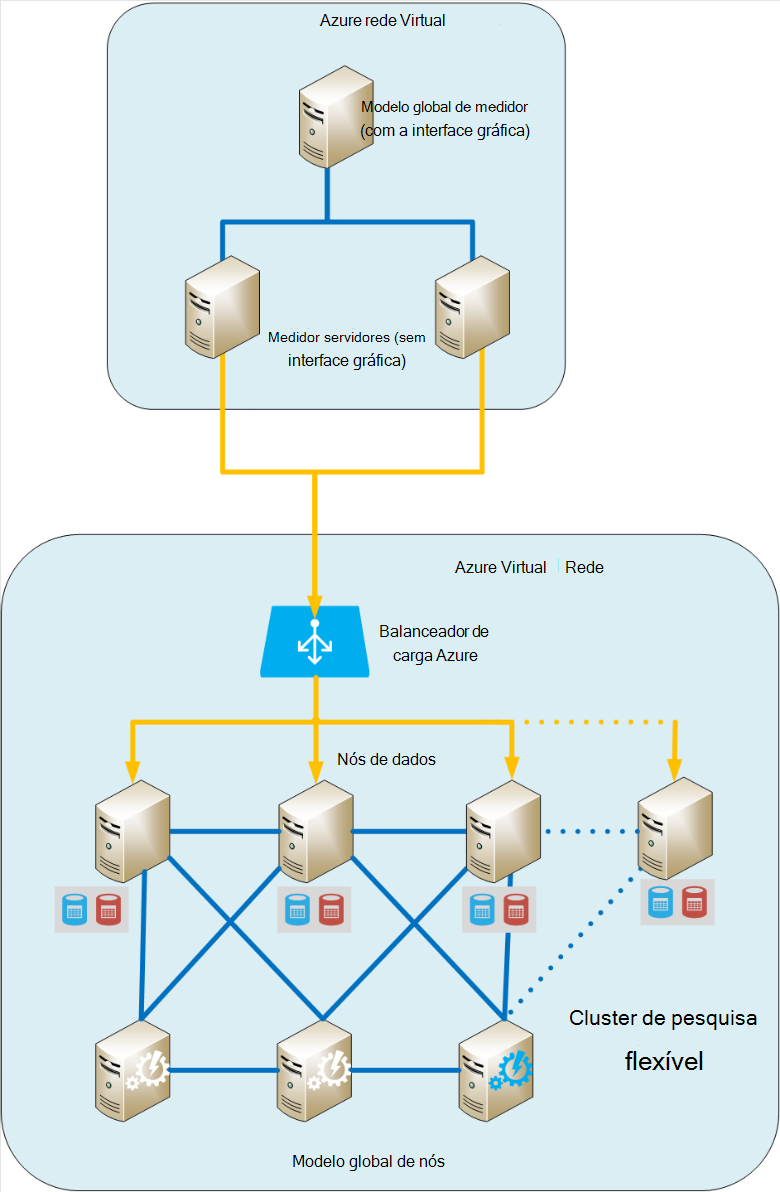 Azure rede Virtual
Modelo global de medidor
(com a interface gráfica)
Medidor servidores (sem
interface gráfica)
Azure Virtual Rede
Balanceador de
carga Azure
Nós de dados
Cluster de pesquisa
flexível
Modelo global de nós